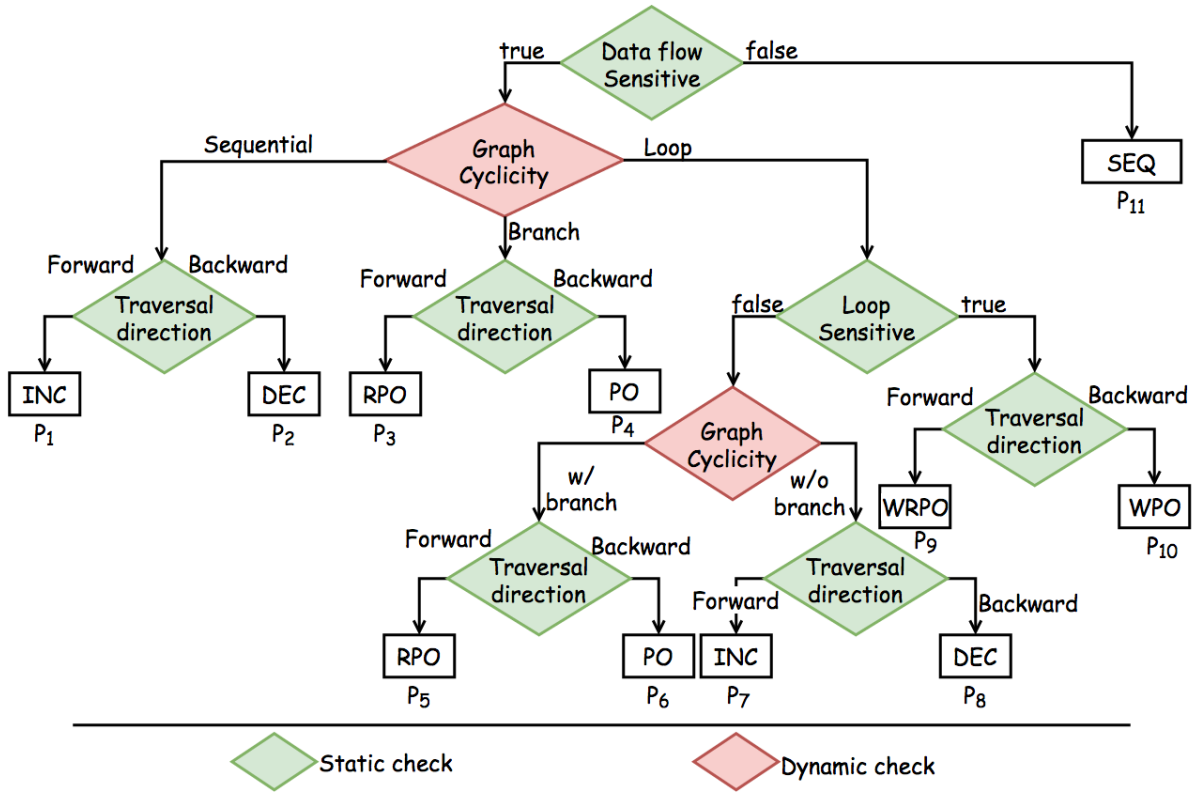 true
Data flow
Sensitive
false
Sequential
Graph
Cyclicity
Loop
SEQ
P11
Branch
Forward
Backward
Traversal
direction
Forward
Backward
Traversal
direction
false
Loop
Sensitive
true
INC
P1
DEC
P2
RPO
P3
PO
P4
Graph
Cyclicity
Forward
Backward
Traversal
direction
w/
branch
w/o
branch
WRPO
P9
WPO
P10
Forward
Backward
Traversal
direction
Traversal
direction
Forward
Backward
RPO
P5
PO
P6
INC
P7
DEC
P8
Static check
Dynamic check